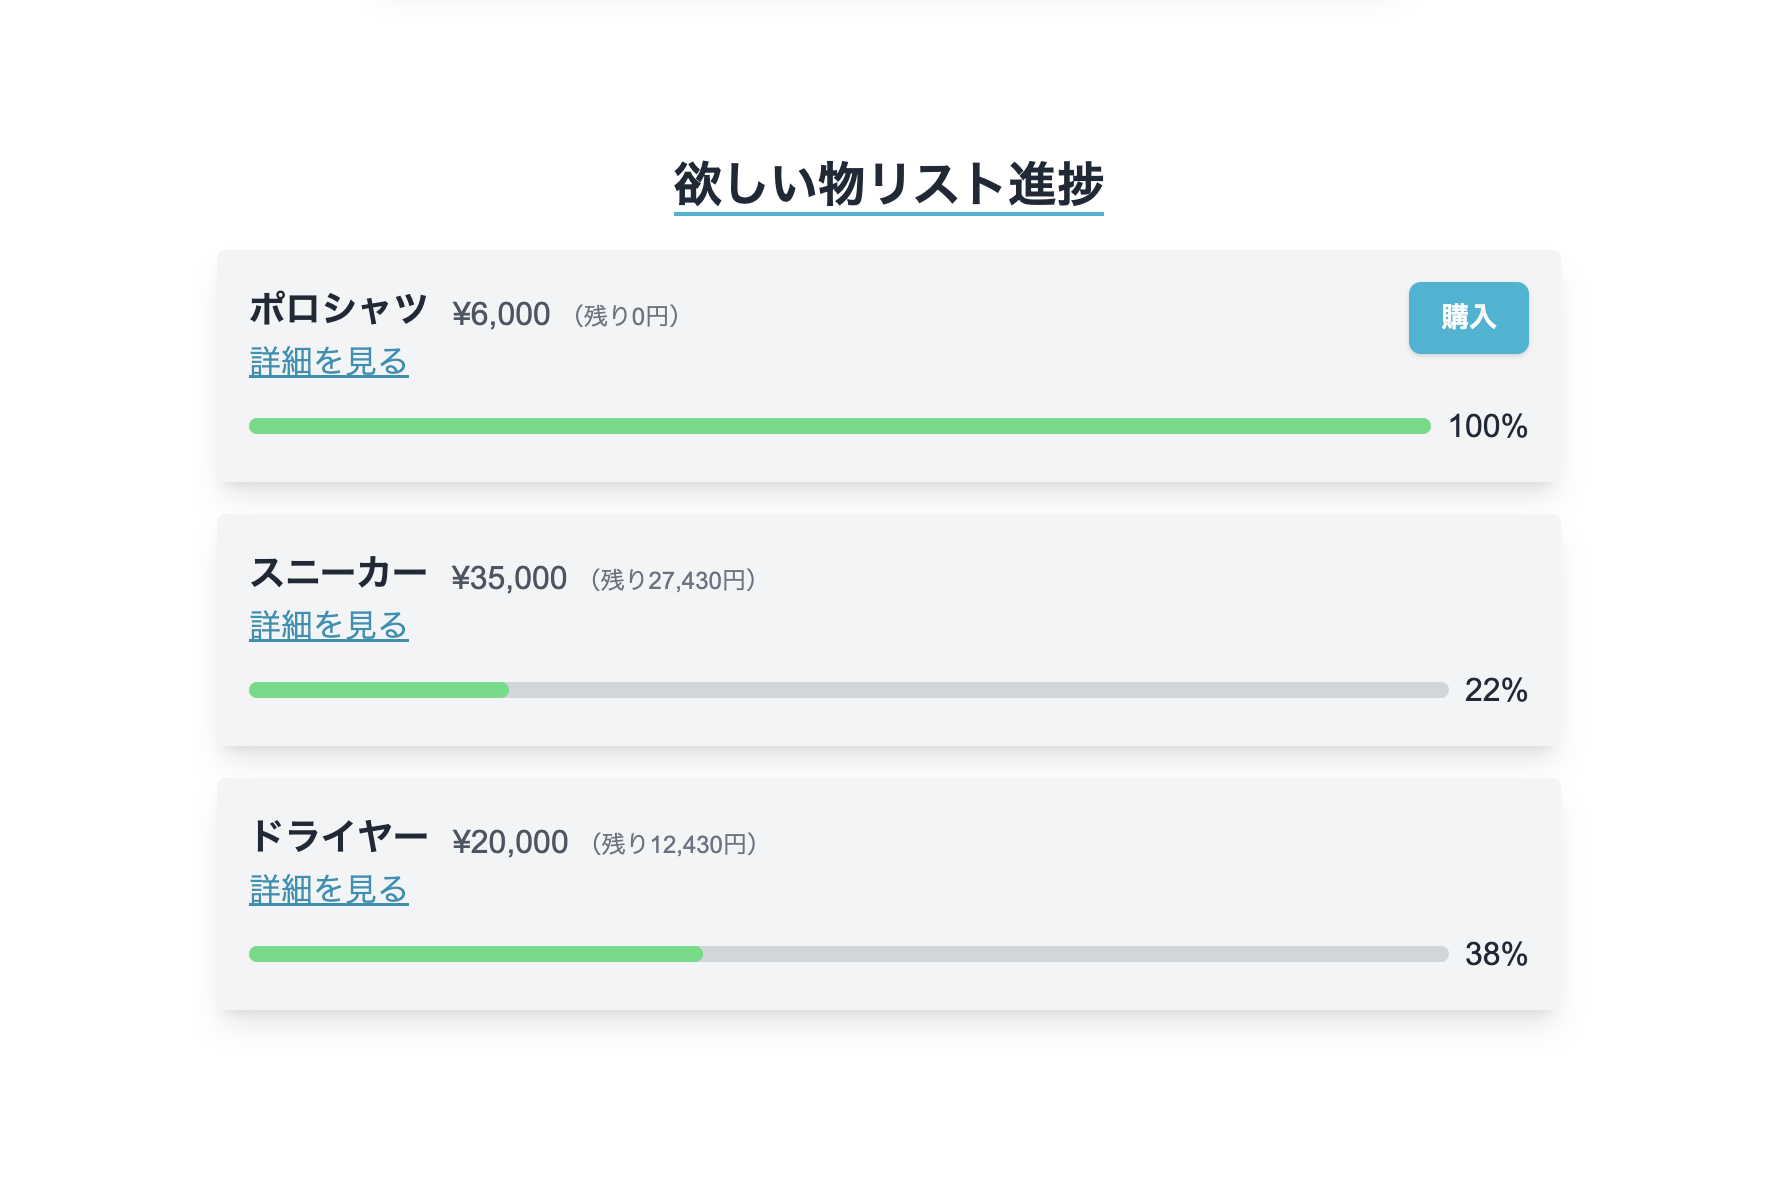 欲しい物リスト進捗
ポロシャツ ¥6,000 （残り0円） 購入
詳細を見る
100%
スニーカー ¥35,000 （残り27,430円）
詳細を見る
22%
ドライヤー ¥20,000 （残り12,430円）
詳細を見る
38%